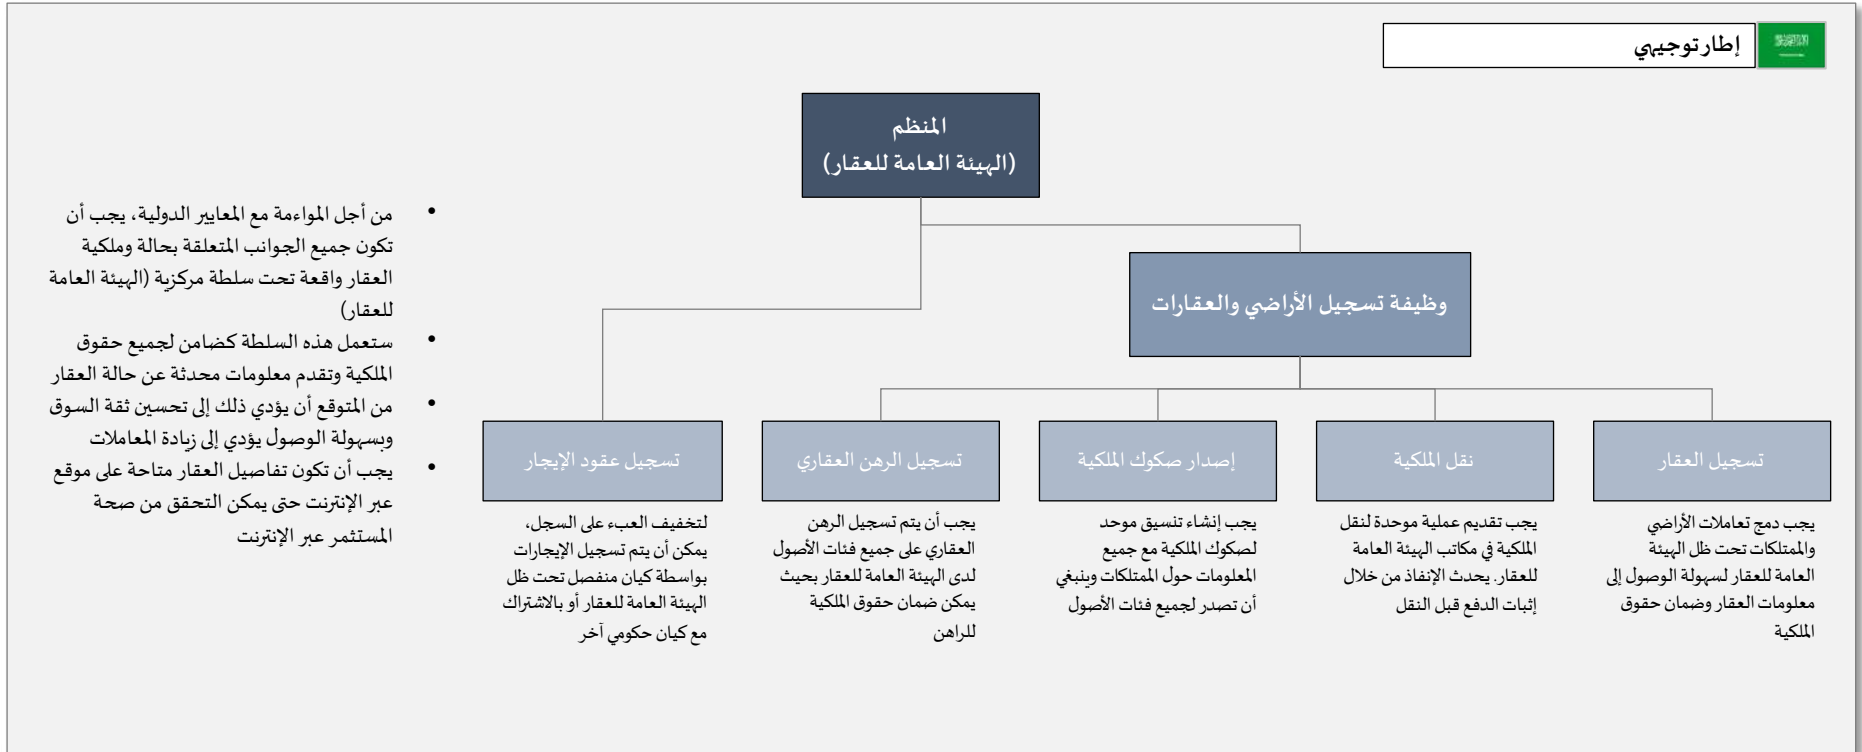 إطار توجيهي
المنظم
(الهيئة العامة للعقار)
وظيفة تسجيل الأراضي والعقارات
تسجيل العقار
يجب دمج تعاملات الأراضي
والممتلكات تحت ظل الهيئة
العامة للعقار لسهولة الوصول إلى
معلومات العقار وضمان حقوق
الملكية
نقل الملكية
يجب تقديم عملية موحدة لنقل
الملكية في مكاتب الهيئة العامة
للعقار. يحدث الإنفاذ من خلال
إثبات الدفع قبل النقل
إصدار صكوك الملكية
يجب إنشاء تنسيق موحد
لصكوك الملكية مع جميع
المعلومات حول الممتلكات وينبغي
أن تصدر لجميع فئات الأصول
تسجيل الرهن العقاري
يجب أن يتم تسجيل الرهن
العقاري على جميع فئات الأصول
لدى الهيئة العامة للعقار بحيث
يمكن ضمان حقوق الملكية
للراهن
تسجيل عقود الإيجار
لتخفيف العبء على السجل،
يمكن أن يتم تسجيل الإيجارات
بواسطة كيان منفصل تحت ظل
الهيئة العامة للعقار أو بالاشتراك
مع كيان حكومي آخر
• من أجل المواءمة مع المعايير الدولية، يجب أن
تكون جميع الجوانب المتعلقة بحالة وملكية
العقار واقعة تحت سلطة مركزية (الهيئة العامة
للعقار)
• ستعمل هذه السلطة كضامن لجميع حقوق
الملكية وتقدم معلومات محدثة عن حالة العقار
• من المتوقع أن يؤدي ذلك إلى تحسين ثقة السوق
وبسهولة الوصول يؤدي إلى زيادة المعاملات
• يجب أن تكون تفاصيل العقار متاحة على موقع
عبر الإنترنت حتى يمكن التحقق من صحة
المستثمر عبر الإنترنت